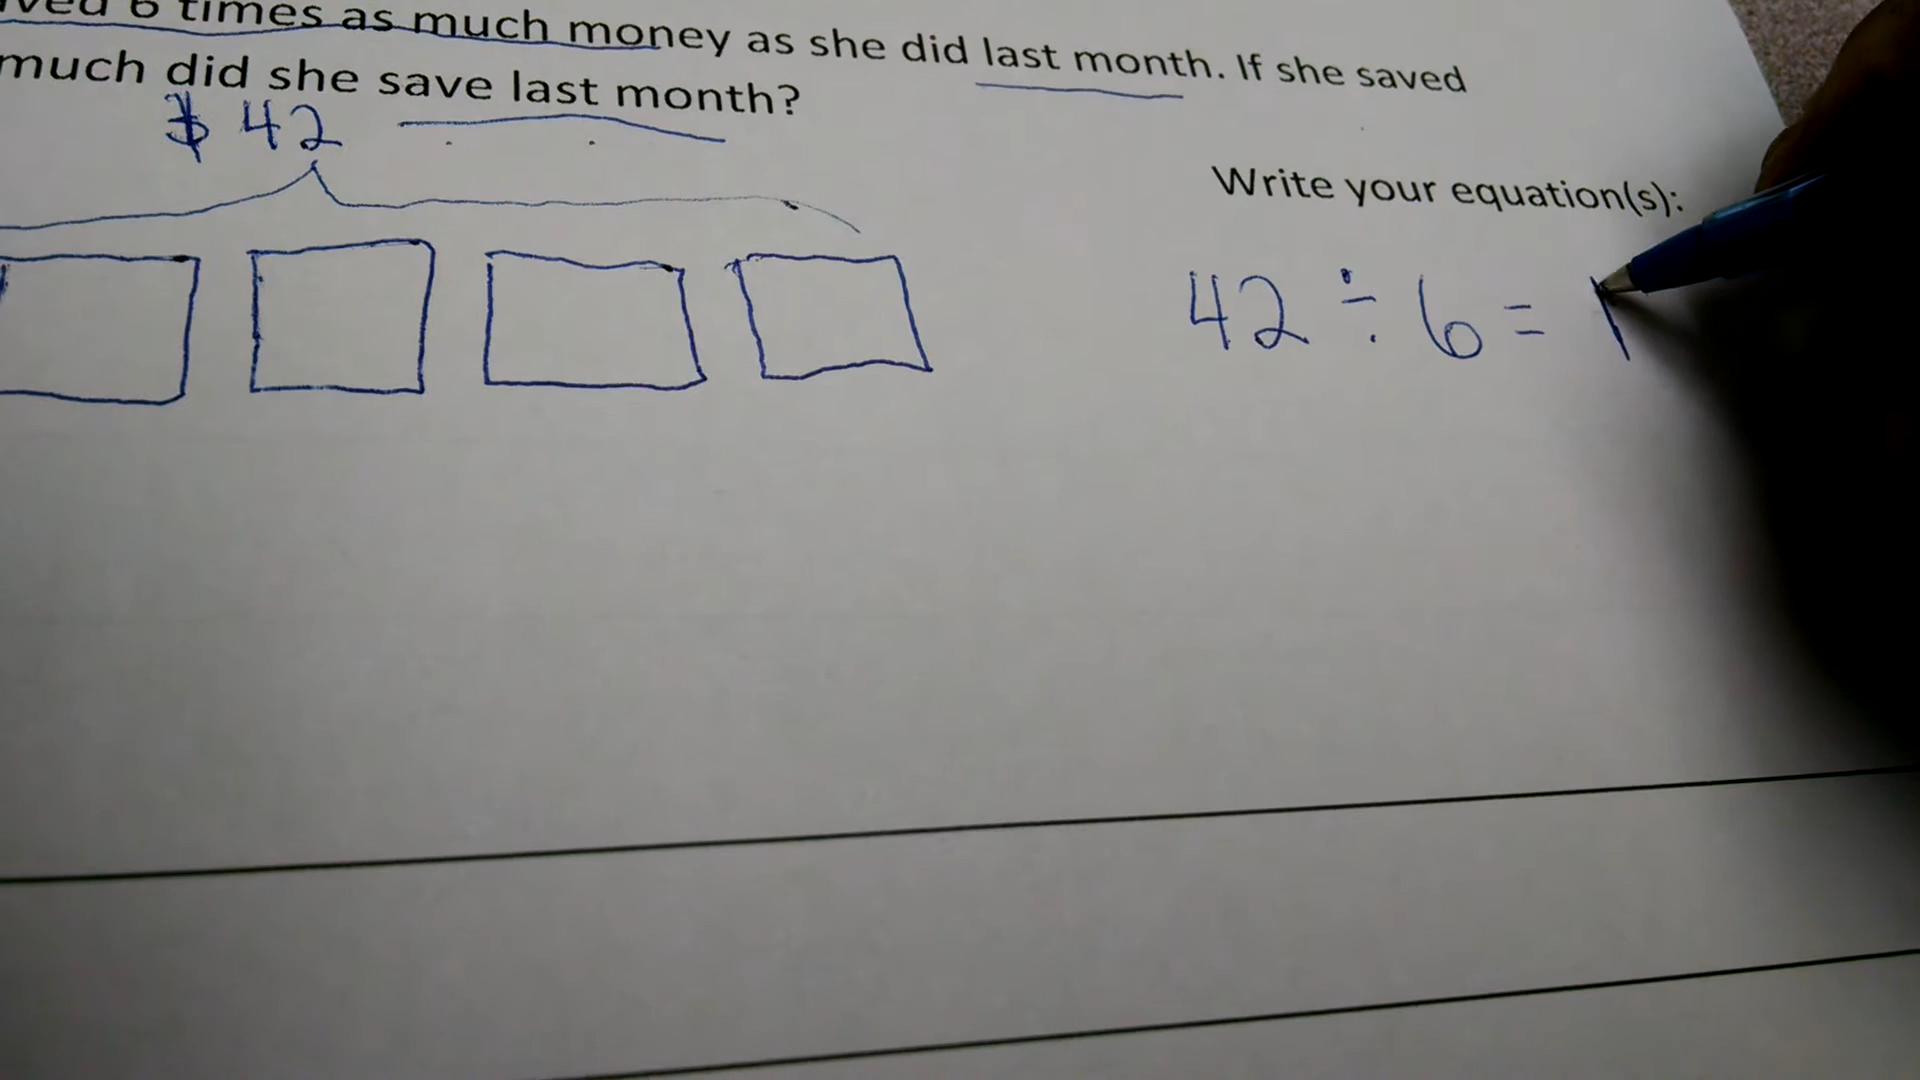 6 times as much money as she did last month. If she saved
much did she save last month?
$ 42
Write your equation(s):
42 ÷ 6 =